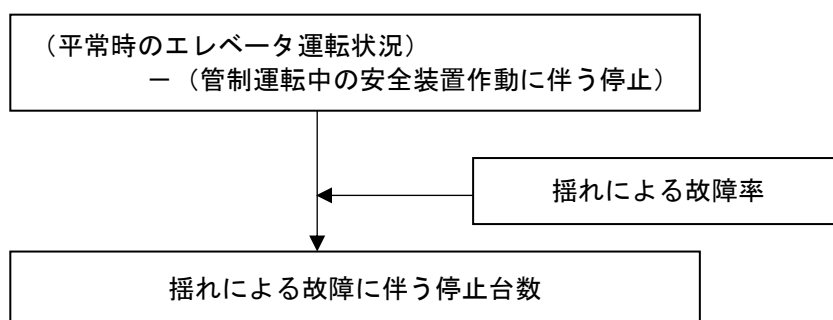 （平常時のエレベータ運転状況）
－（管制運転中の安全装置作動に伴う停止）
揺れによる故障率
揺れによる故障に伴う停止台数